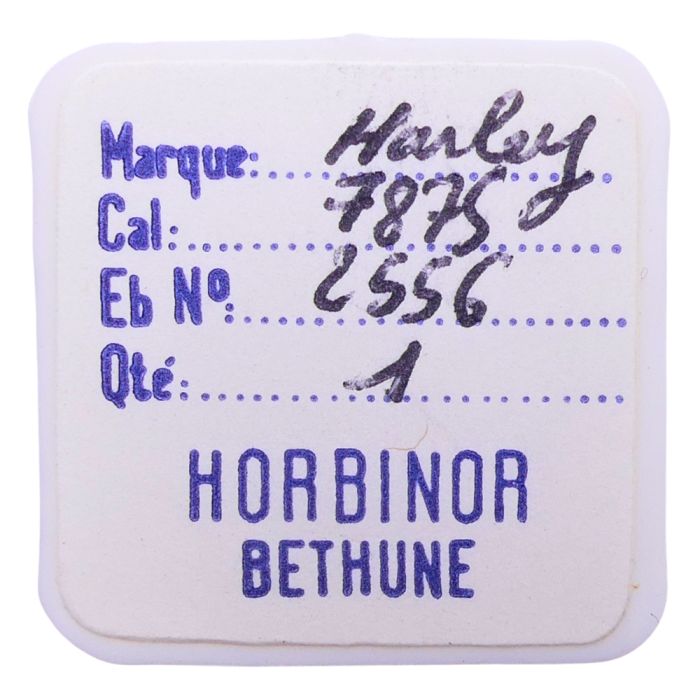 Marque: Harley
Cal: 7875
Eb Nº: 2556
Qté: 1
HORBINOR
BETHUNE